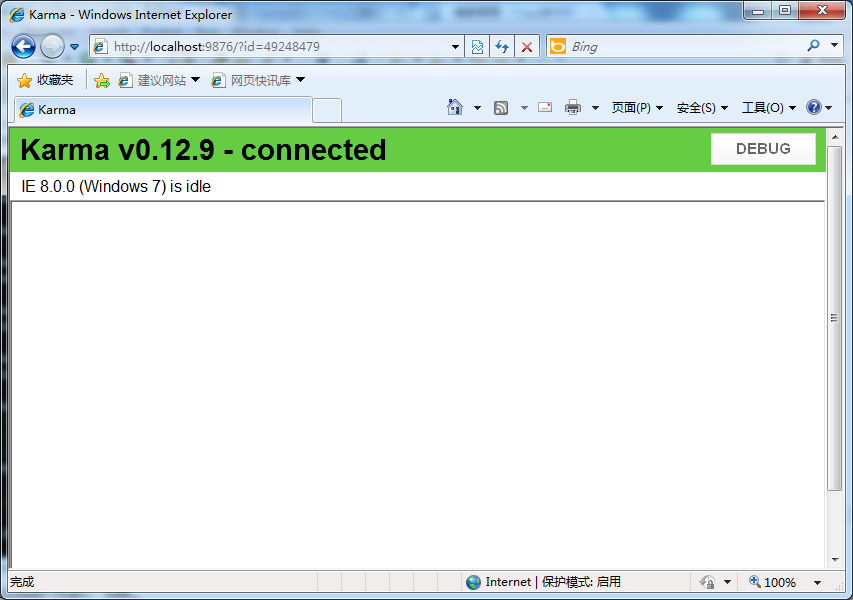 Karma - Windows Internet Explorer
http://localhost:9876/?id=49248479
Bing
收藏夹 建议网站 网页快讯库
Karma
页面(P) 安全(S) 工具(O)
Karma v0.12.9 - connected
DEBUG
IE 8.0.0 (Windows 7) is idle
完成
Internet | 保护模式: 启用
100%